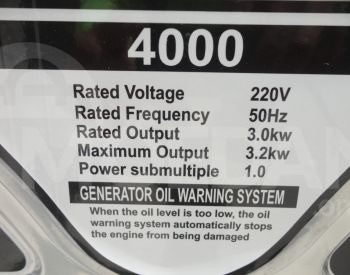 4000
Rated Voltage 220V
Rated Frequency 50Hz
Rated Output 3.0kw
Maximum Output 3.2kw
Power submultiple 1.0
GENERATOR OIL WARNING SYSTEM
When the oil level is too low, the oil
warning system automatically stops
the engine from being damaged